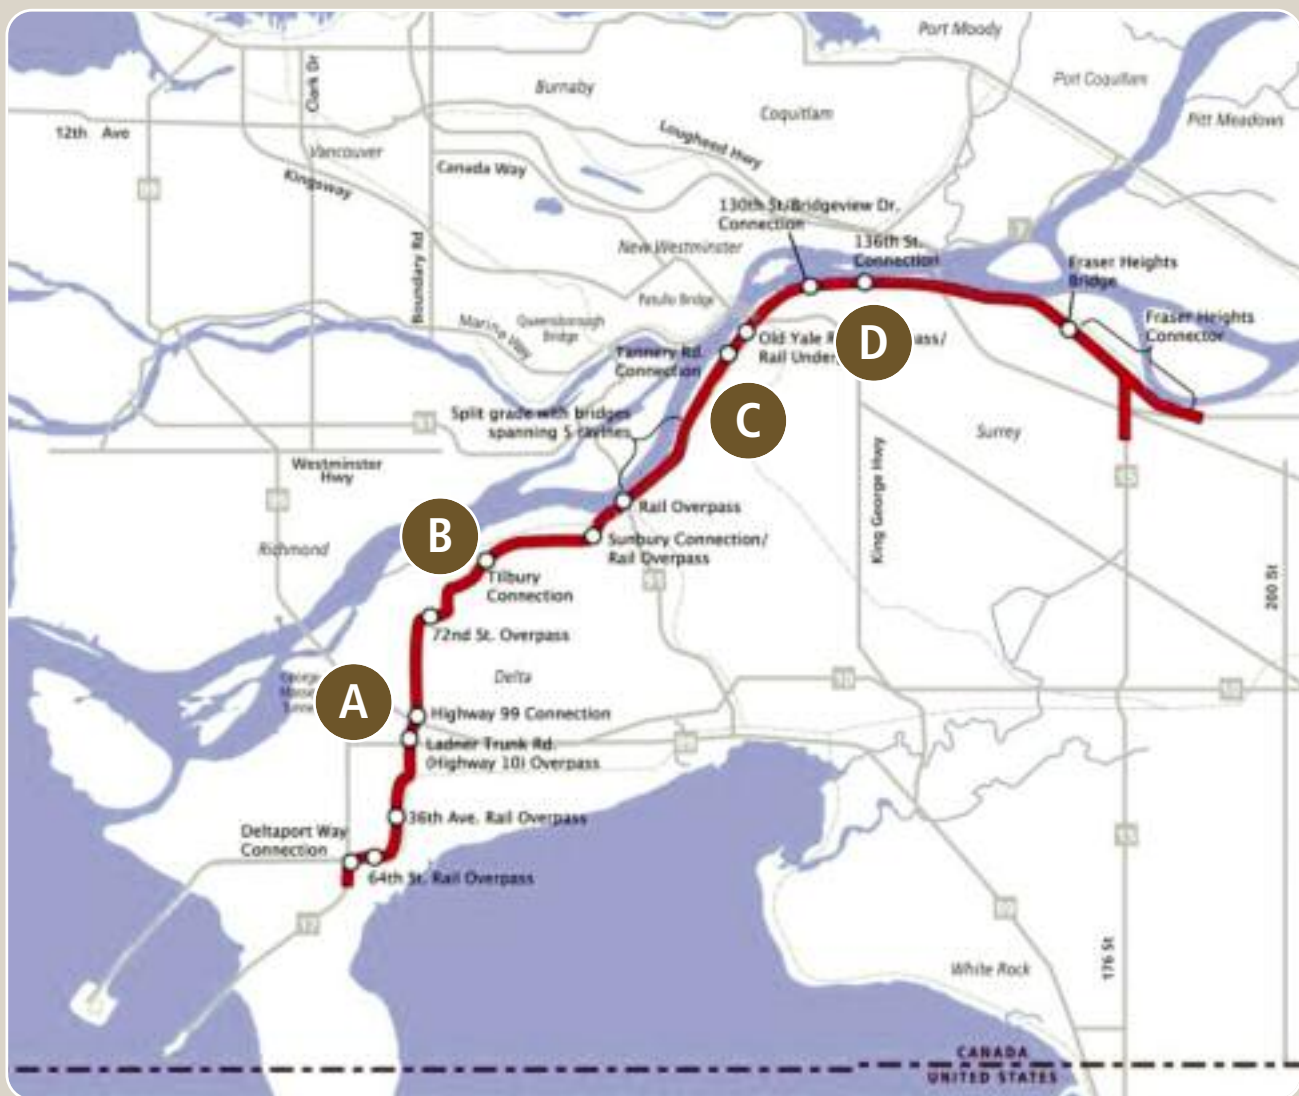 Port Moody
Port Coquitlam
Burnaby
Coquitlam
Pitt Meadows
Clark Dr
12th Ave
Vancouver
Lougheed Hwy
Canada Way
Kingsway
130th St/Bridgeview Dr.
Connection
136th St.
Connection
New Westminster
Boundary Rd
Fraser Heights
Bridge
Patullo Bridge
Marine Way
Queensborough
Bridge
Fraser Heights
Connector
Old Yale
ass/
Rail Under
D
Tannery Rd.
Connection
C
Split grade with bridges
spanning 5 ravines
Surrey
King George Hwy
Westminster
Hwy
Rail Overpass
B
Sunbury Connection/
Rail Overpass
Richmond
Tilbury
Connection
200 St
72nd St. Overpass
Delta
George
Tunn
A
Highway 99 Connection
Ladner Trunk Rd.
(Highway 10) Overpass
36th Ave. Rail Overpass
Deltaport Way
Connection
64th St. Rail Overpass
176 St
White Rock
CANADA
UNITED STATES